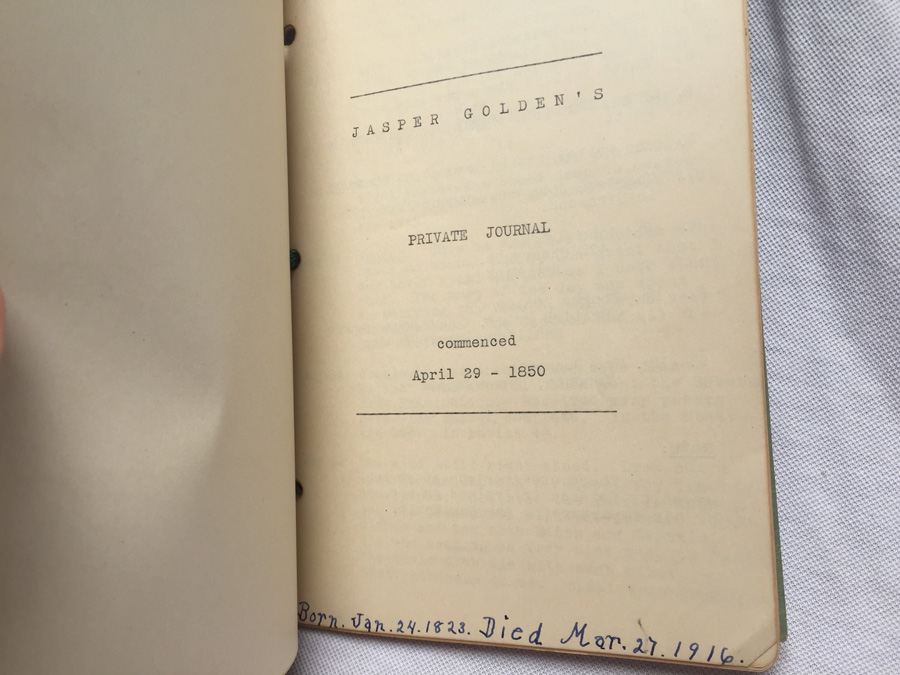 JASPER GOLDEN'S
PRIVATE JOURNAL
commenced
April 29 - 1850
Born. Jan. 24. 1823. Died Mar. 27. 1916.